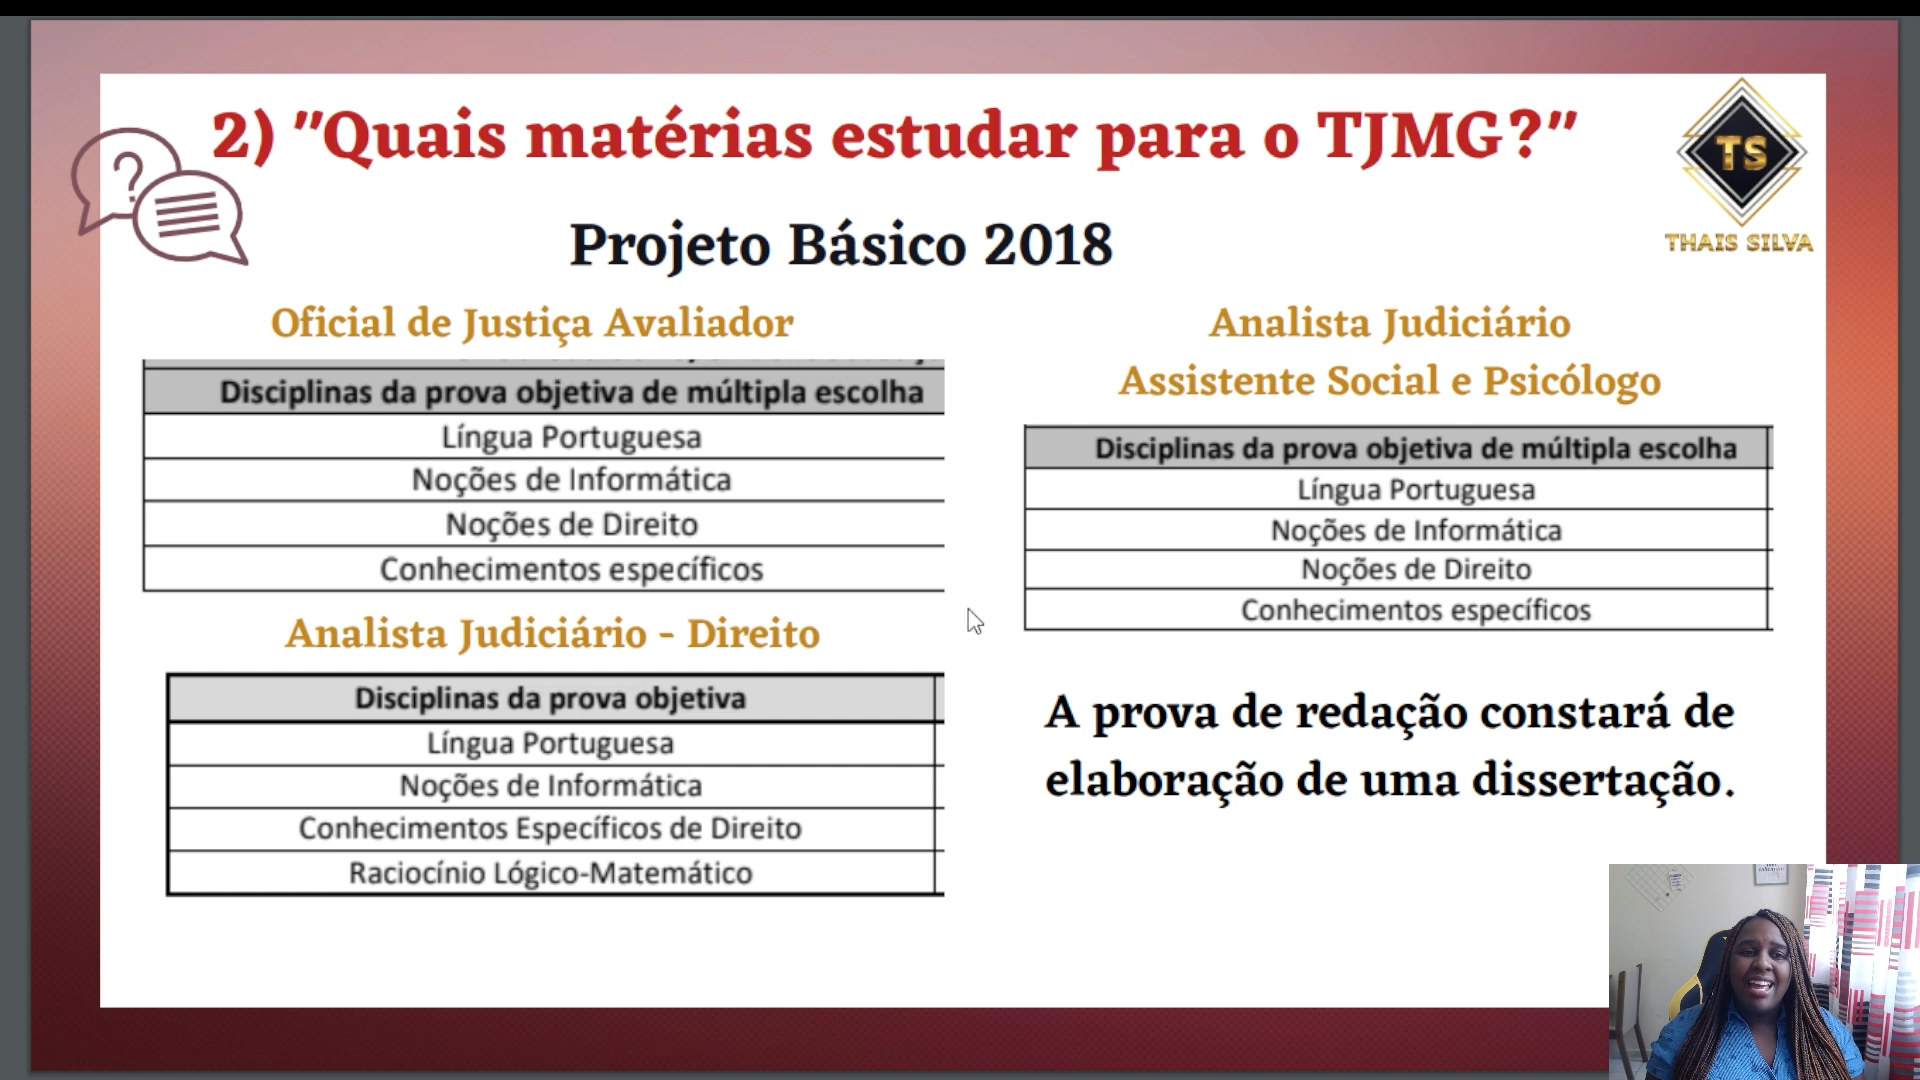 2) "Quais matérias estudar para o TJMG?"
TS
THAIS SILVA
Projeto Básico 2018
Oficial de Justiça Avaliador
Disciplinas da prova objetiva de múltipla escolha
Língua Portuguesa
Noções de Informática
Noções de Direito
Conhecimentos específicos
Analista Judiciário - Direito
Disciplinas da prova objetiva
Língua Portuguesa
Noções de Informática
Conhecimentos Específicos de Direito
Raciocínio Lógico-Matemático
Analista Judiciário
Assistente Social e Psicólogo
Disciplinas da prova objetiva de múltipla escolha
Língua Portuguesa
Noções de Informática
Noções de Direito
Conhecimentos específicos
A prova de redação constará de
elaboração de uma dissertação.